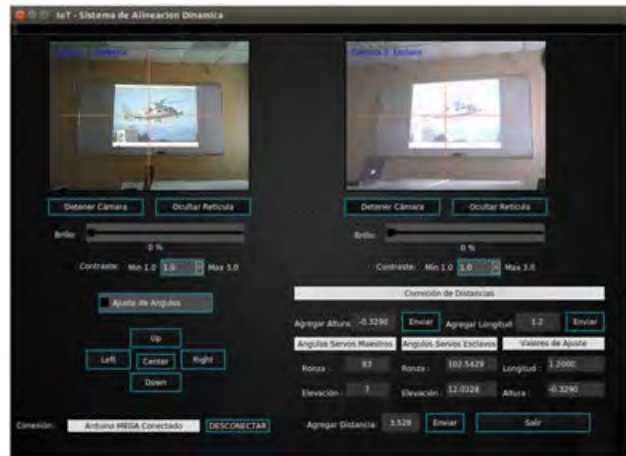 IoT - Sistema de Alineacion Dinamica
Detener Cámara
Ocultar Reticula
Detener Cámara
Ocultar Reticula
Brillo:
0 %
Brillo:
0 %
Contraste: Min 1.0 1.0 Max 3.0
Contraste: Min 1.0 1.0 Max 3.0
Ajuste de Angulos
Up
Left Center Right
Down
Conexión: Arduino MEGA Conectado DESCONECTAR
Corrección de Distancias
Agregar Altura: -0.3290 Enviar Agregar Longitud: 1.2 Enviar
Angulos Servos Maestros Angulos Servos Esclavos Valores de Ajuste
Ronza : 97 Ronza : 102.5429 Longitud : 1.2000
Elevación : 7 Elevación : 12.0328 Altura : -0.3290
Agregar Distancia: 3.528 Enviar Salir